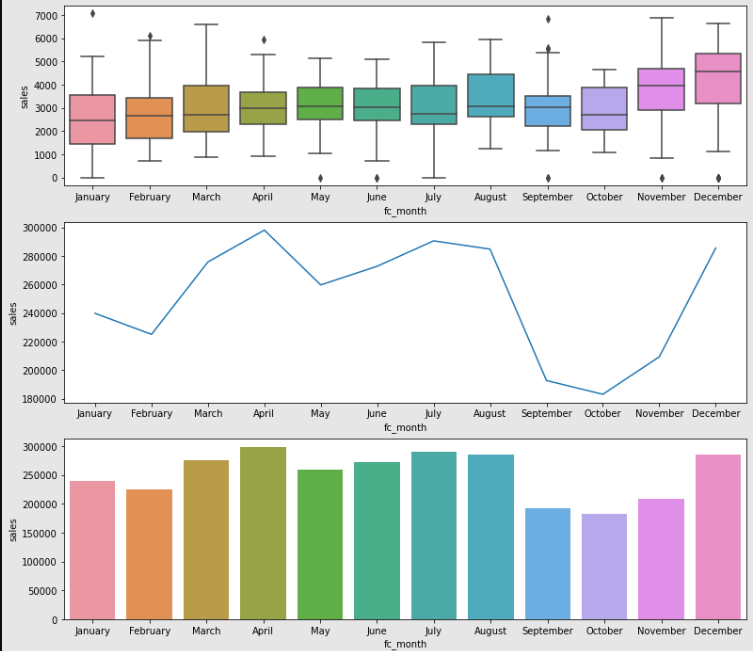 7000
6000
5000
4000
3000
2000
1000
0
sales
January February March April May June July August September October November December
fc_month
300000
280000
260000
240000
220000
200000
180000
sales
January February March April May June July August September October November December
fc_month
300000
250000
200000
150000
100000
50000
0
sales
January February March April May June July August September October November December
fc_month